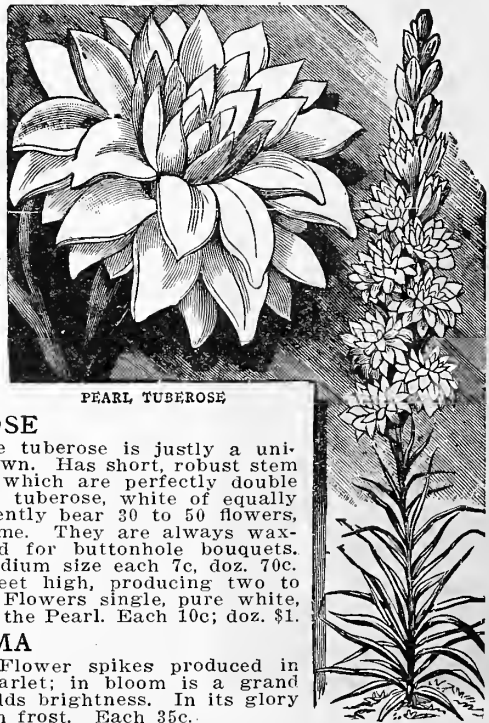 PEARL TUBEROSE
OSE
e tuberose is justly a uni-
wn. Has short, robust stem
which are perfectly double
tuberose, white of equally
ently bear 30 to 50 flowers,
me. They are always wax-
d for buttonhole bouquets.
dium size each 7c, doz. 70c.
eet high, producing two to
Flowers single, pure white,
the Pearl. Each 10c; doz. $1.
MA
Flower spikes produced in
arlet; in bloom is a grand
lds brightness. In its glory
n frost. Each 35c.